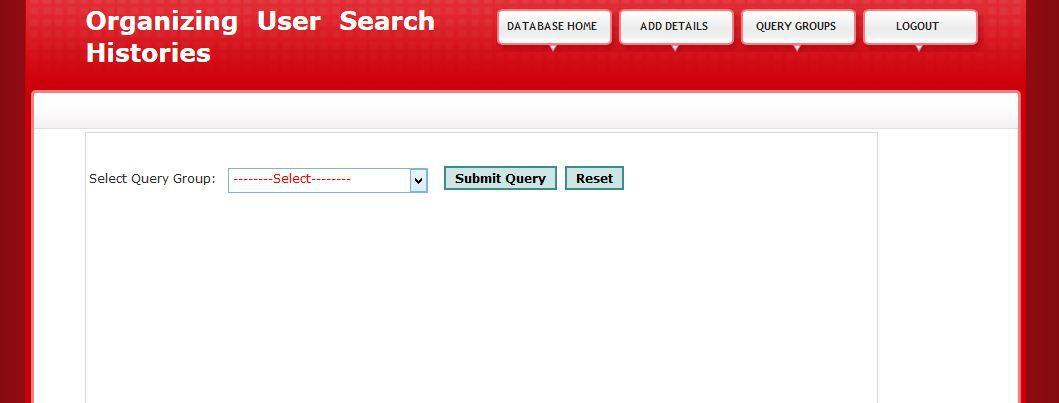 Organizing User Search
Histories
DATABASE HOME
ADD DETAILS
QUERY GROUPS
LOGOUT
Select Query Group:
--------Select--------
Submit Query
Reset